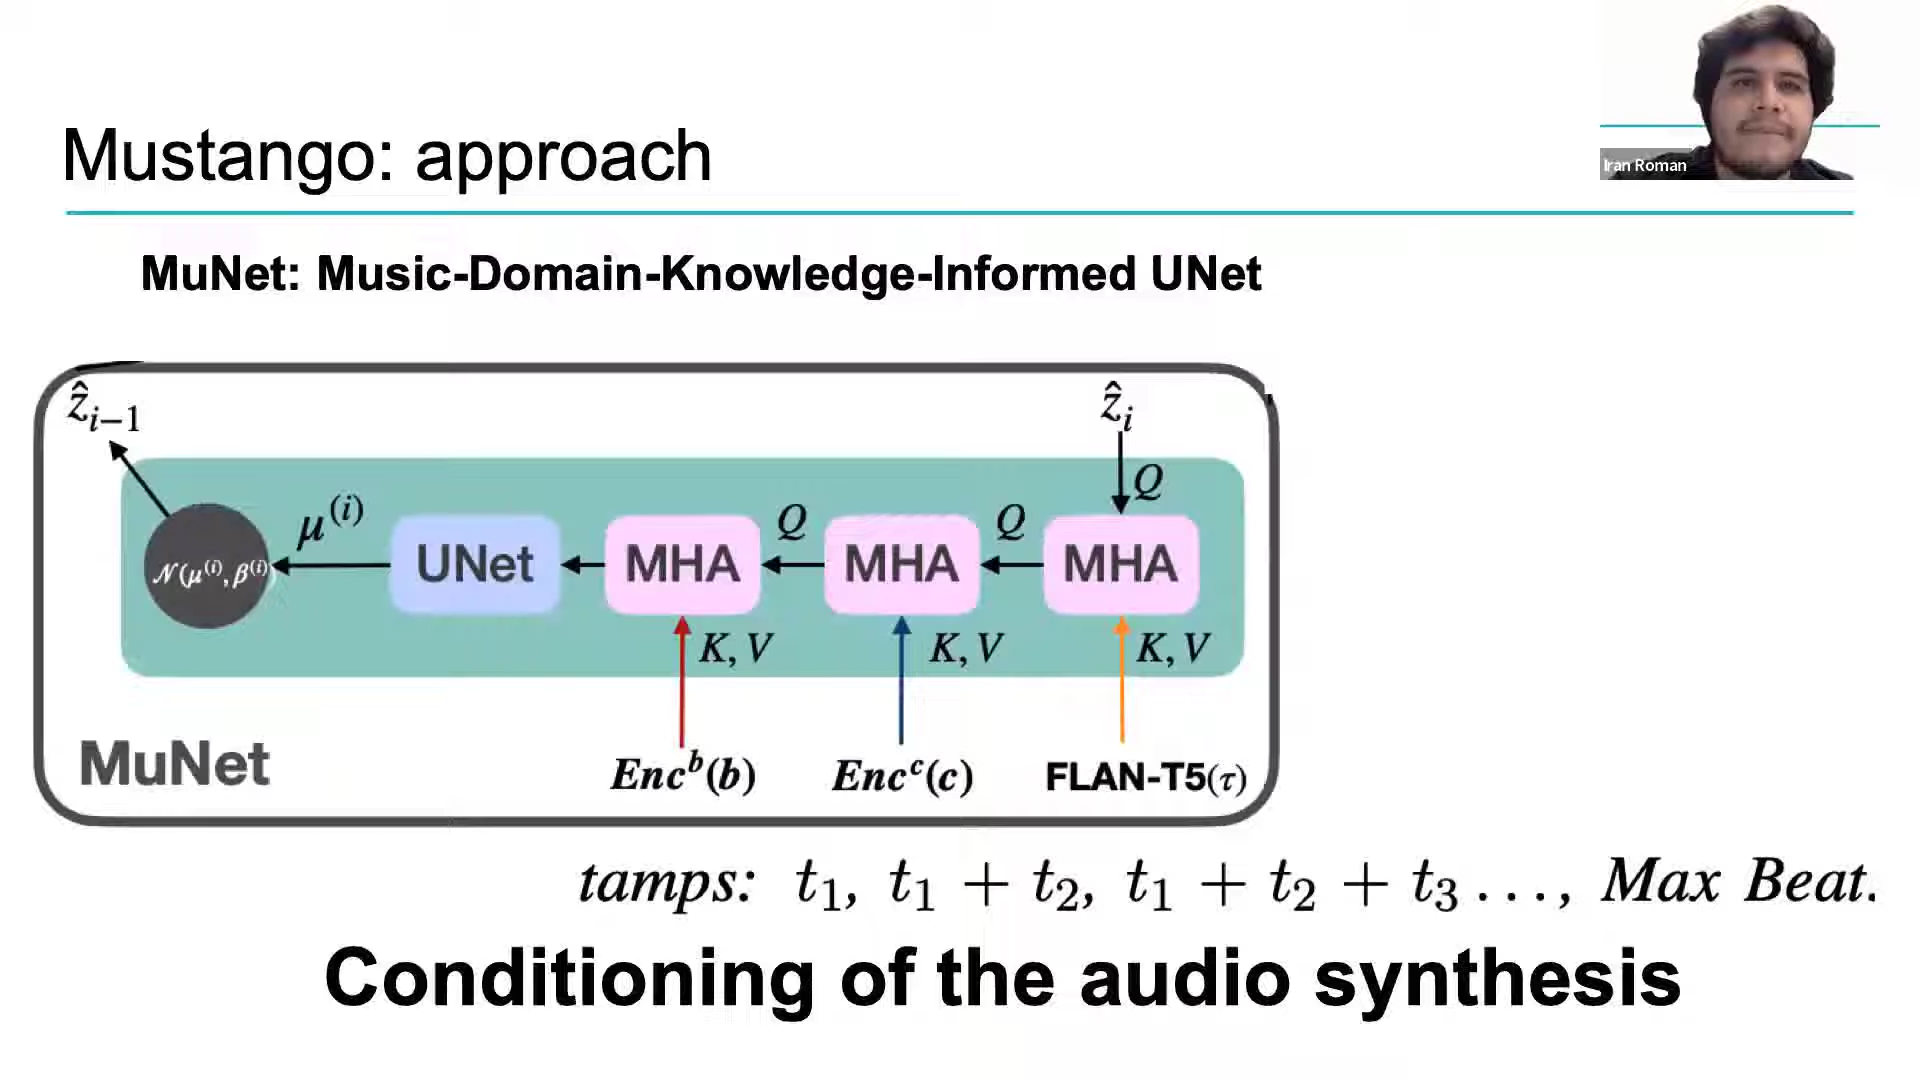 Iran Roman
Mustango: approach
MuNet: Music-Domain-Knowledge-Informed UNet
ẑᵢ₋₁
ẑᵢ
Q
μ⁽ⁱ⁾
Q
Q
𝒩(μ⁽ⁱ⁾, β⁽ⁱ⁾)
UNet
MHA
MHA
MHA
K, V
K, V
K, V
MuNet
Encᵇ(b)
Encᶜ(c)
FLAN-T5(τ)
tamps: t₁, t₁ + t₂, t₁ + t₂ + t₃ . . . , Max Beat.
Conditioning of the audio synthesis